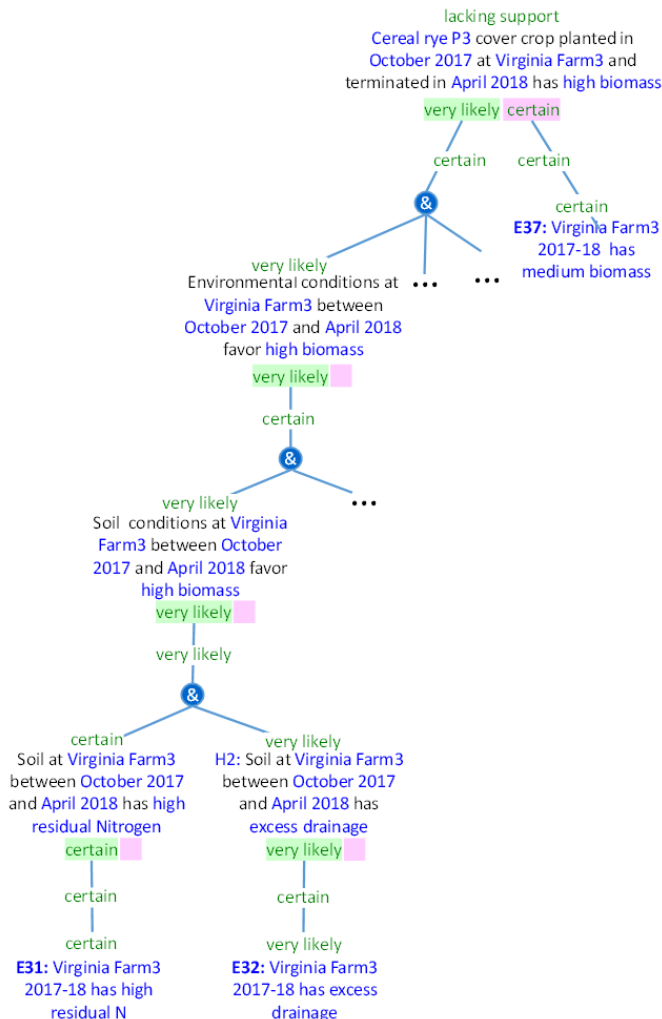 lacking support
Cereal rye P3 cover crop planted in
October 2017 at Virginia Farm3 and
terminated in April 2018 has high biomass
very likely certain
certain certain
&
certain
E37: Virginia Farm3
2017-18 has
medium biomass
very likely
Environmental conditions at
Virginia Farm3 between
October 2017 and April 2018
favor high biomass
... ...
very likely
certain
&
very likely
...
Soil conditions at Virginia
Farm3 between October
2017 and April 2018 favor
high biomass
very likely
very likely
&
certain
Soil at Virginia Farm3
between October 2017
and April 2018 has high
residual Nitrogen
certain
certain
certain
E31: Virginia Farm3
2017-18 has high
residual N
very likely
H2: Soil at Virginia Farm3
between October 2017
and April 2018 has
excess drainage
very likely
certain
very likely
E32: Virginia Farm3
2017-18 has excess
drainage